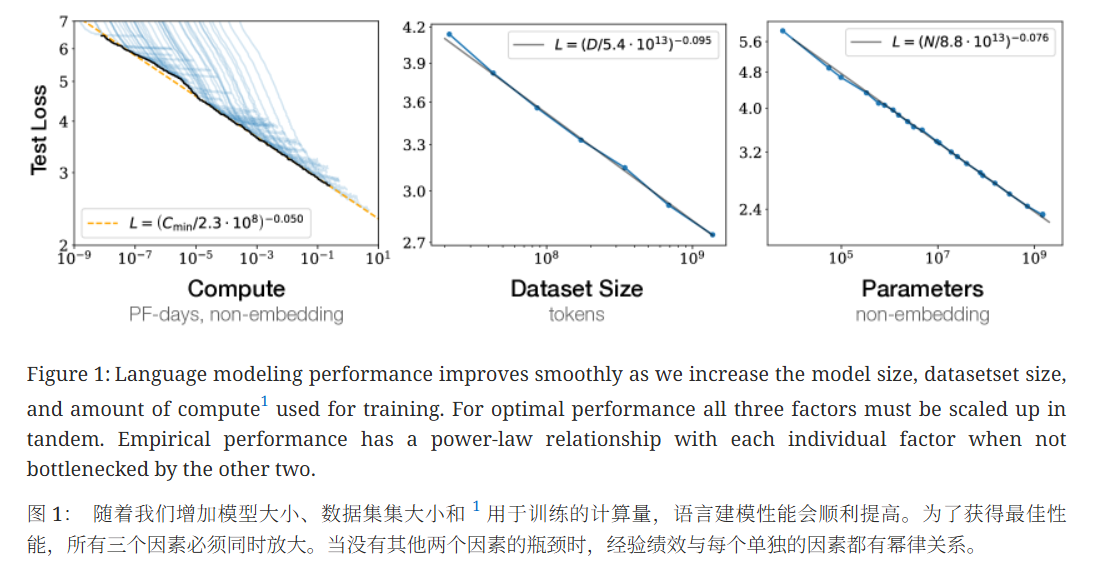 7
6
5
4
3
2
Test Loss
L = (Cmin/2.3 · 10^8)^−0.050
10^−9 10^−7 10^−5 10^−3 10^−1 10^1
Compute
PF-days, non-embedding
4.2
3.9
3.6
3.3
3.0
2.7
L = (D/5.4 · 10^13)^−0.095
10^8 10^9
Dataset Size
tokens
5.6
4.8
4.0
3.2
2.4
L = (N/8.8 · 10^13)^−0.076
10^5 10^7 10^9
Parameters
non-embedding
Figure 1: Language modeling performance improves smoothly as we increase the model size, datasetset size,
and amount of compute^1 used for training. For optimal performance all three factors must be scaled up in
tandem. Empirical performance has a power-law relationship with each individual factor when not
bottlenecked by the other two.
图 1： 随着我们增加模型大小、数据集集大小和 ^1 用于训练的计算量，语言建模性能会顺利提高。为了获得最佳性
能，所有三个因素必须同时放大。当没有其他两个因素的瓶颈时，经验绩效与每个单独的因素都有幂律关系。